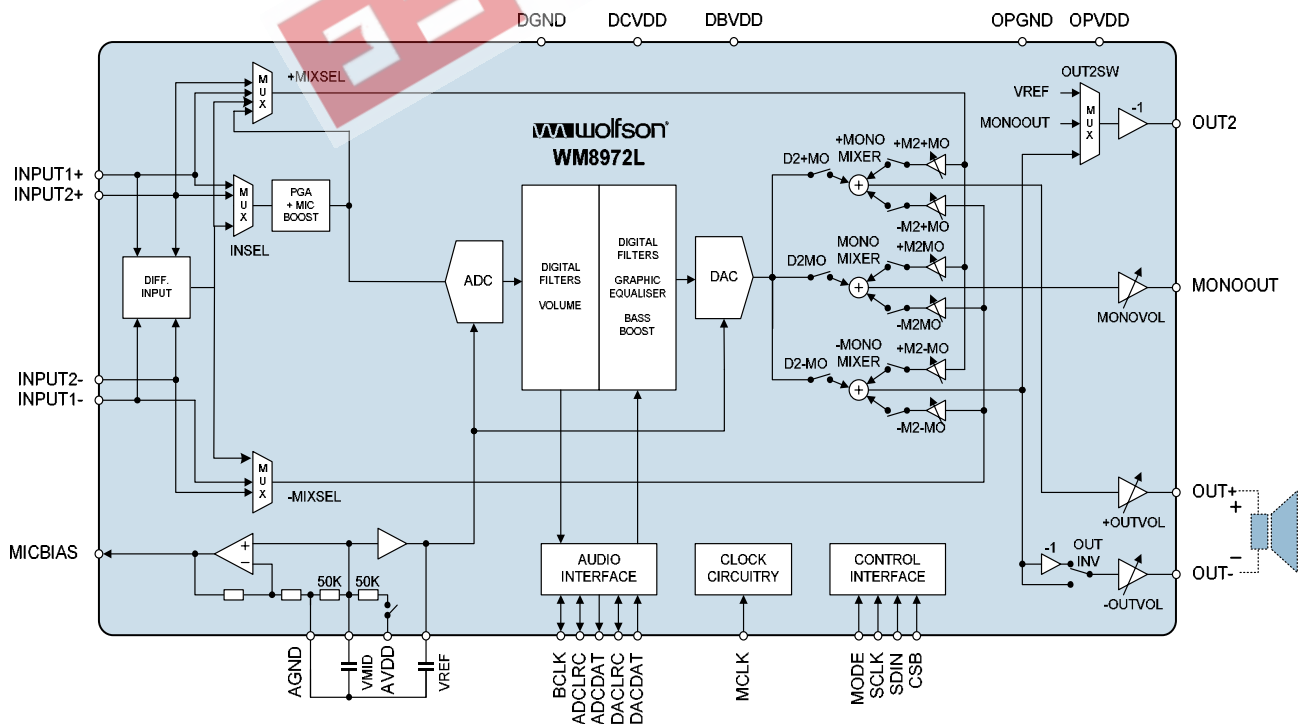 DGND DCVDD DBVDD OPGND OPVDD
MUX
+MIXSEL
OUT2SW
VREF
MONOOUT
MUX
-1
OUT2
wolfson
WM8972L
INPUT1+
INPUT2+
MUX
INSEL
PGA
+ MIC
BOOST
DIFF.
INPUT
ADC
DIGITAL
FILTERS
VOLUME
DIGITAL
FILTERS
GRAPHIC
EQUALISER
BASS
BOOST
DAC
D2+MO
+MONO
MIXER
+M2+MO
+
-M2+MO
D2MO
MONO
MIXER
+M2MO
+
-M2MO
D2-MO
-MONO
MIXER
+M2-MO
+
-M2-MO
MONOVOL
MONOOUT
INPUT2-
INPUT1-
MUX
-MIXSEL
+OUTVOL
OUT+
+
−
OUT-
-1
OUT
INV
-OUTVOL
MICBIAS
+
−
50K 50K
AUDIO
INTERFACE
CLOCK
CIRCUITRY
CONTROL
INTERFACE
AGND
VMID
AVDD
VREF
BCLK
ADCLRC
ADCDAT
DACLRC
DACDAT
MCLK
MODE
SCLK
SDIN
CSB